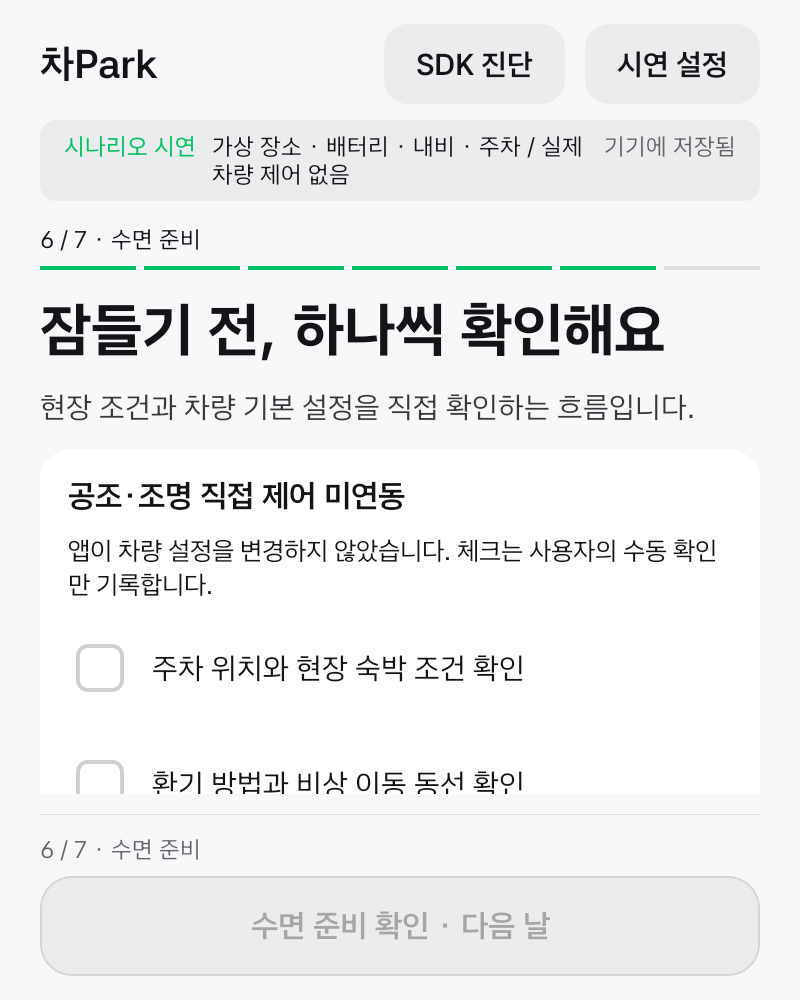 차Park
SDK 진단
시연 설정
시나리오 시연
가상 장소 · 배터리 · 내비 · 주차 / 실제
차량 제어 없음
기기에 저장됨
6 / 7 · 수면 준비
잠들기 전, 하나씩 확인해요
현장 조건과 차량 기본 설정을 직접 확인하는 흐름입니다.
공조·조명 직접 제어 미연동
앱이 차량 설정을 변경하지 않았습니다. 체크는 사용자의 수동 확인
만 기록합니다.
주차 위치와 현장 숙박 조건 확인
환기 방법과 비상 이동 동선 확인
6 / 7 · 수면 준비
수면 준비 확인 · 다음 날